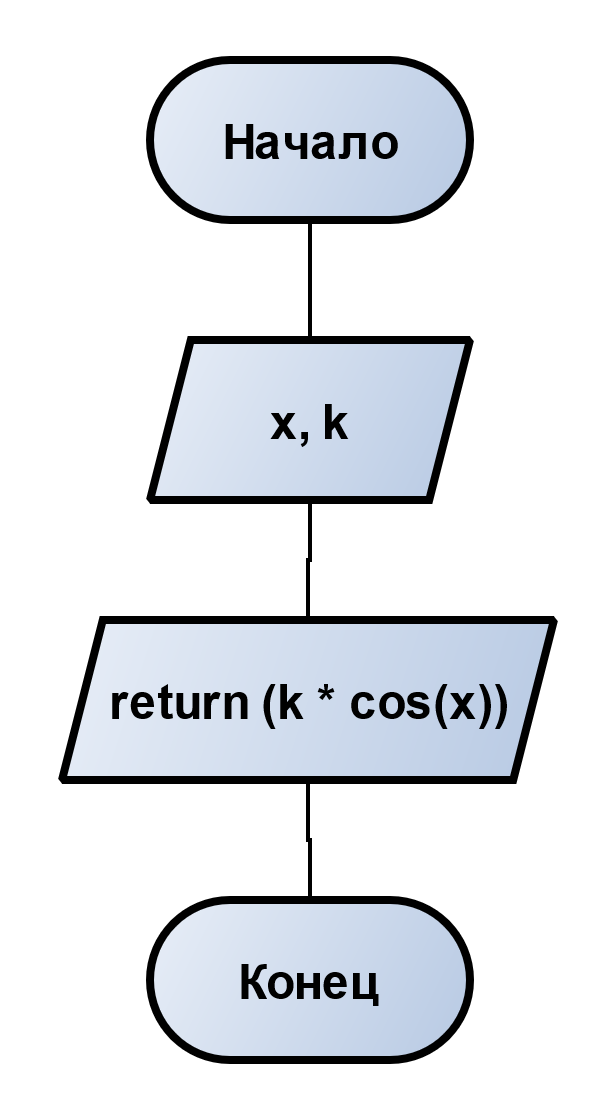 Начало
x, k
return (k * cos(x))
Конец